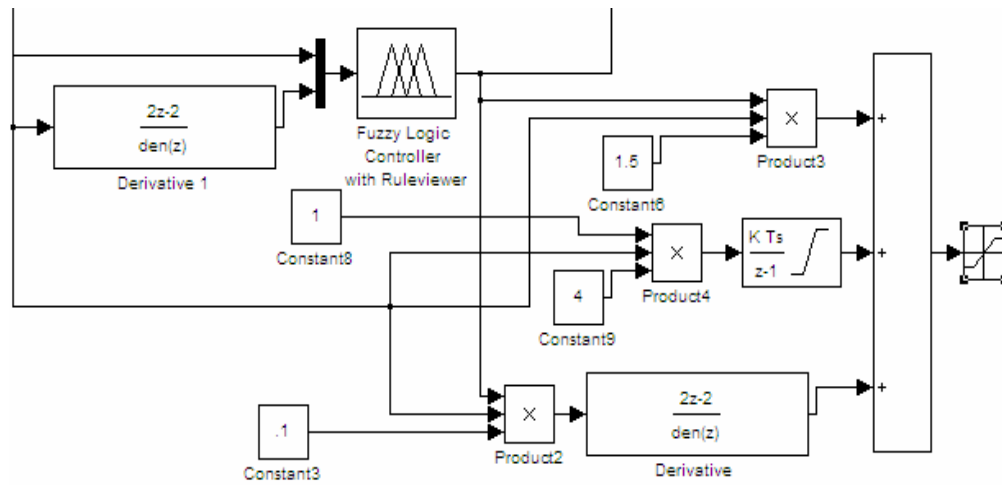 2z-2
den(z)
Derivative 1
Fuzzy Logic
Controller
with Ruleviewer
1.5
Constant6
×
Product3
+
1
Constant8
×
Product4
4
Constant9
K Ts
z-1
+
.1
Constant3
×
Product2
2z-2
den(z)
Derivative
+